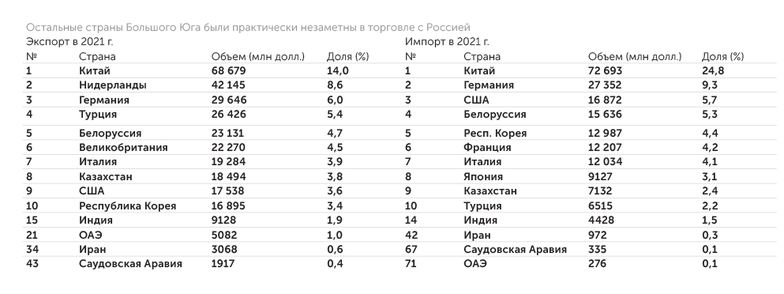 Остальные страны Большого Юга были практически незаметны в торговле с Россией
Экспорт в 2021 г. Импорт в 2021 г.
№ Страна Объем (млн долл.) Доля (%) № Страна Объем (млн долл.) Доля (%)
1 Китай 68 679 14,0 1 Китай 72 693 24,8
2 Нидерланды 42 145 8,6 2 Германия 27 352 9,3
3 Германия 29 646 6,0 3 США 16 872 5,7
4 Турция 26 426 5,4 4 Белоруссия 15 636 5,3
5 Белоруссия 23 131 4,7 5 Респ. Корея 12 987 4,4
6 Великобритания 22 270 4,5 6 Франция 12 207 4,2
7 Италия 19 284 3,9 7 Италия 12 034 4,1
8 Казахстан 18 494 3,8 8 Япония 9127 3,1
9 США 17 538 3,6 9 Казахстан 7132 2,4
10 Республика Корея 16 895 3,4 10 Турция 6515 2,2
15 Индия 9128 1,9 14 Индия 4428 1,5
21 ОАЭ 5082 1,0 42 Иран 972 0,3
34 Иран 3068 0,6 67 Саудовская Аравия 335 0,1
43 Саудовская Аравия 1917 0,4 71 ОАЭ 276 0,1